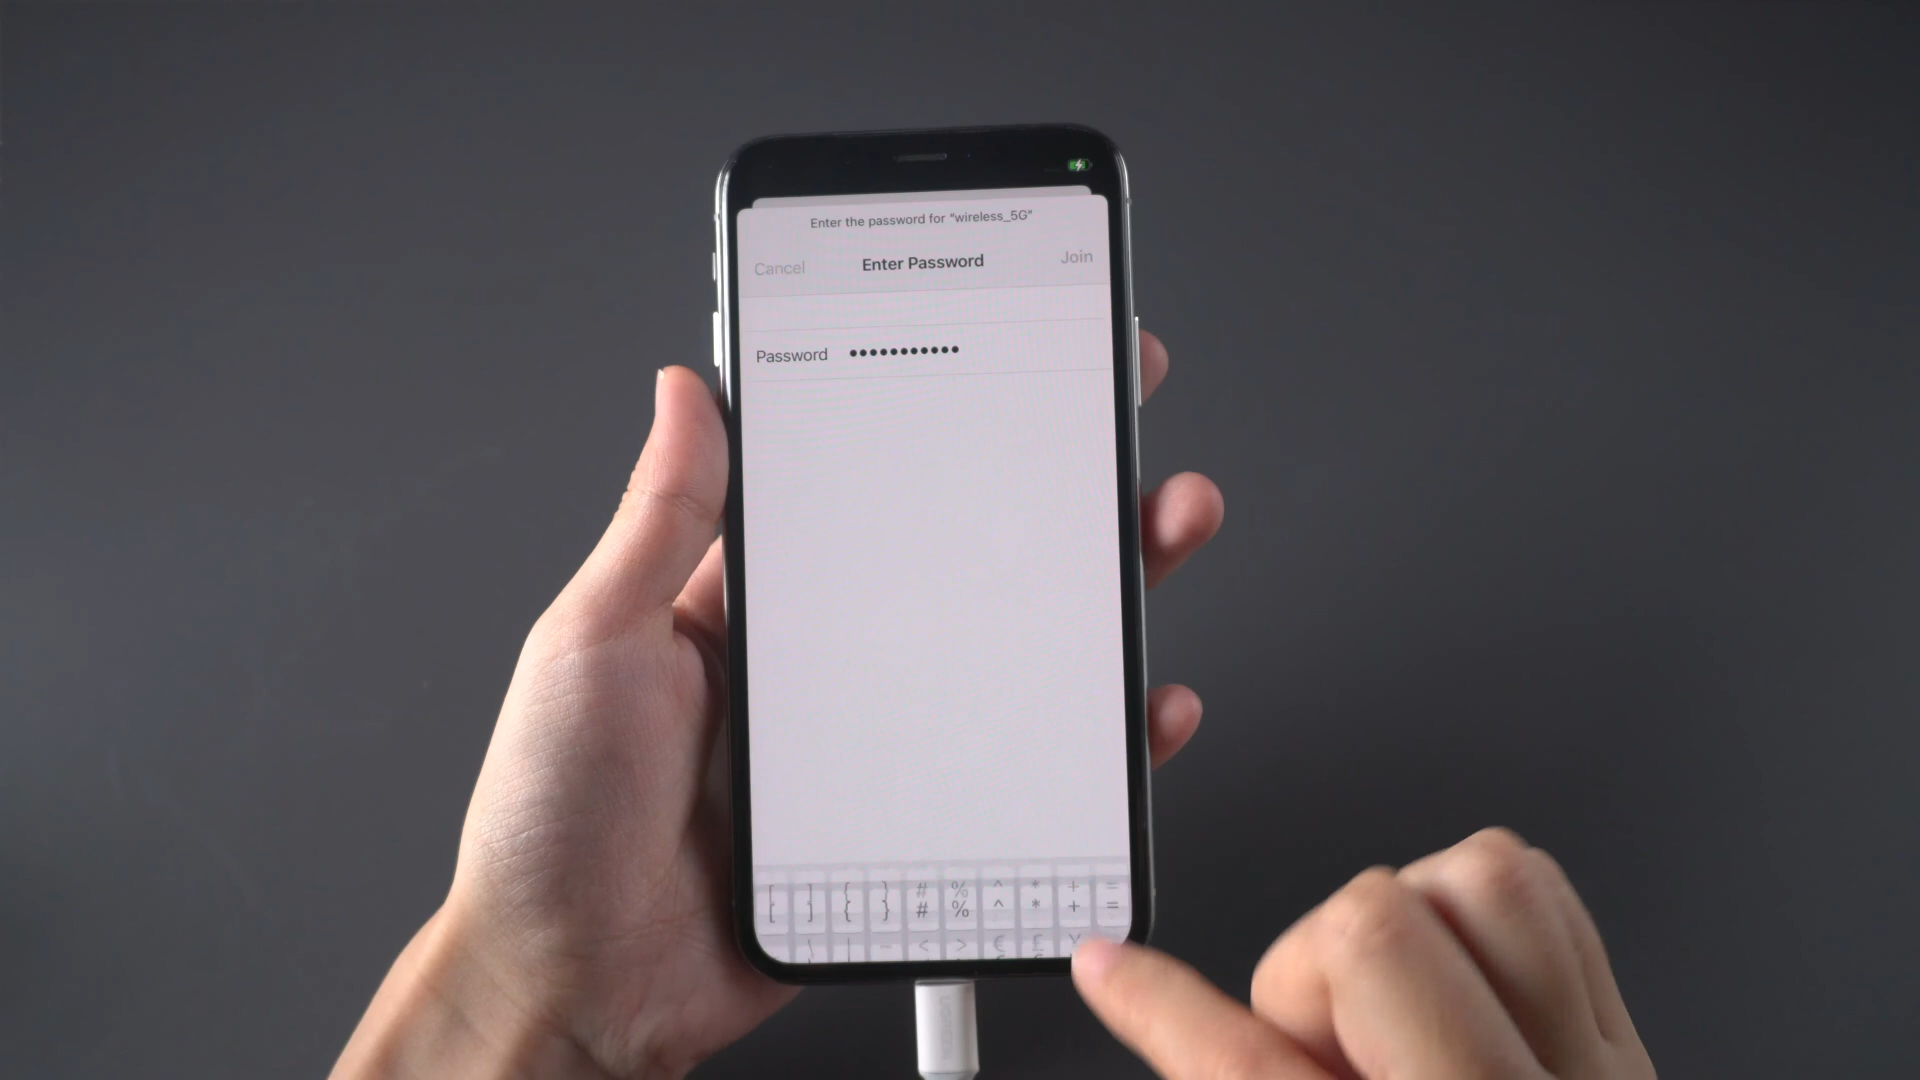 Enter the password for “wireless_5G”
Cancel Enter Password Join
Password •••••••••••
[ ] { } # % ^ * + =
\ | ~ < > € £ ¥